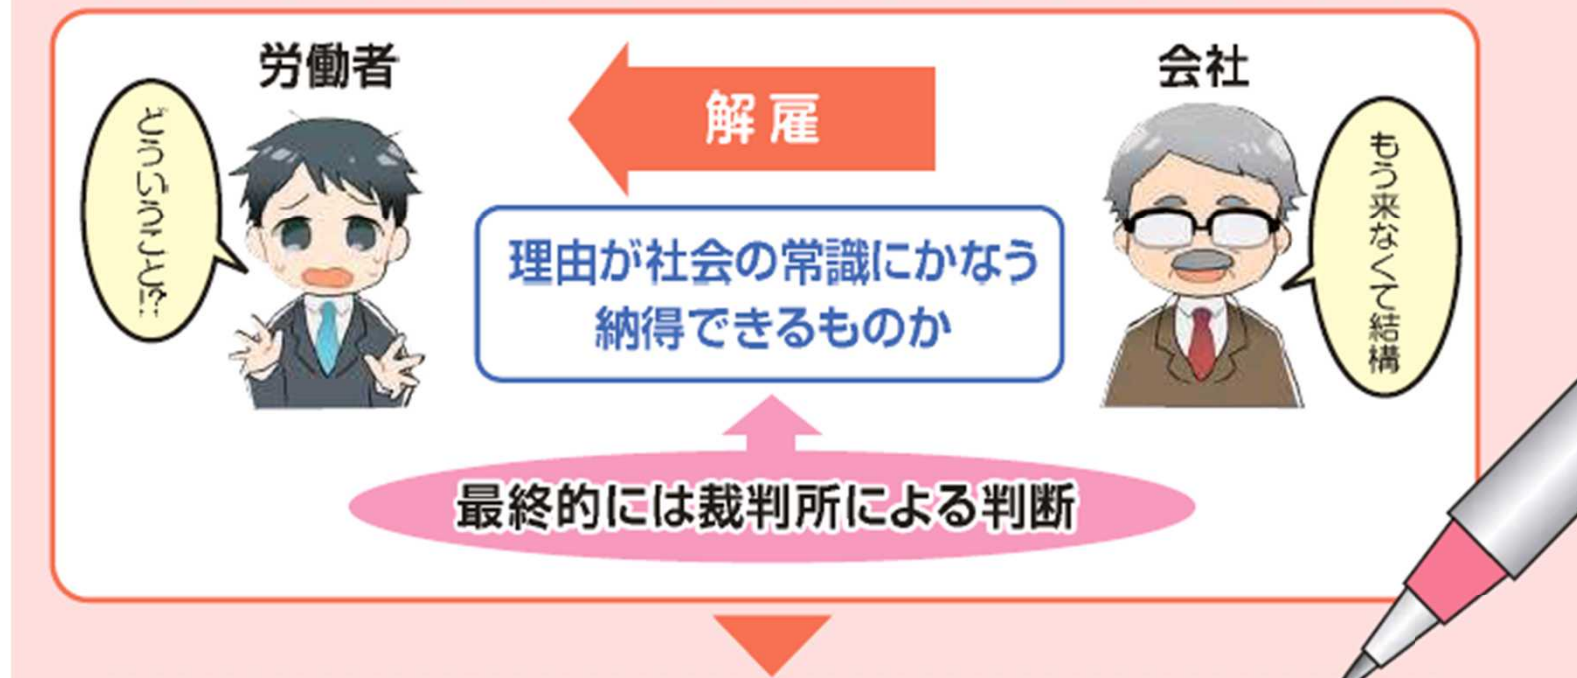 労働者
会社
解雇
どういうこと!?
もう来なくて結構
理由が社会の常識にかなう
納得できるものか
最終的には裁判所による判断